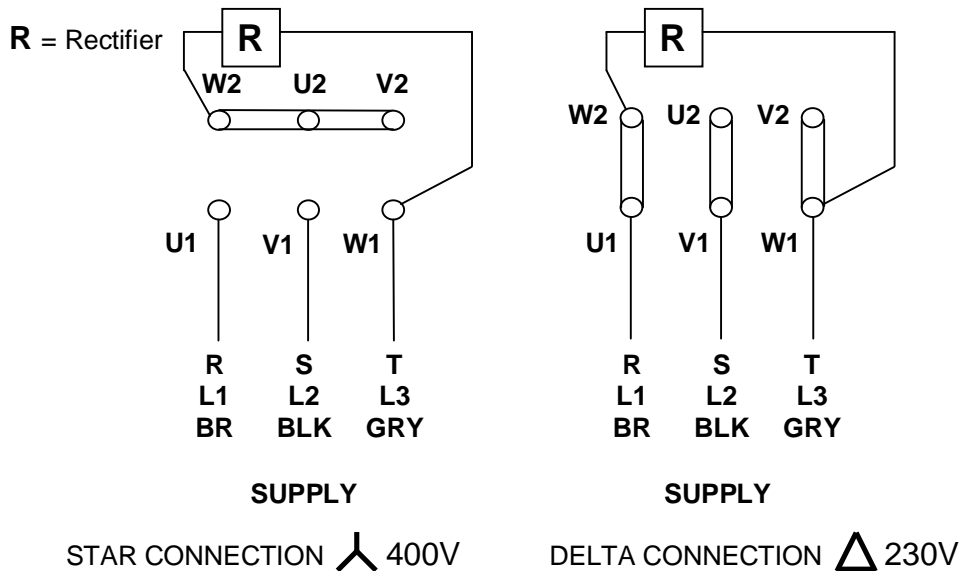 R = Rectifier
R
W2 U2 V2
U1 V1 W1
R S T
L1 L2 L3
BR BLK GRY
SUPPLY
STAR CONNECTION 400V
R
W2 U2 V2
U1 V1 W1
R S T
L1 L2 L3
BR BLK GRY
SUPPLY
DELTA CONNECTION 230V